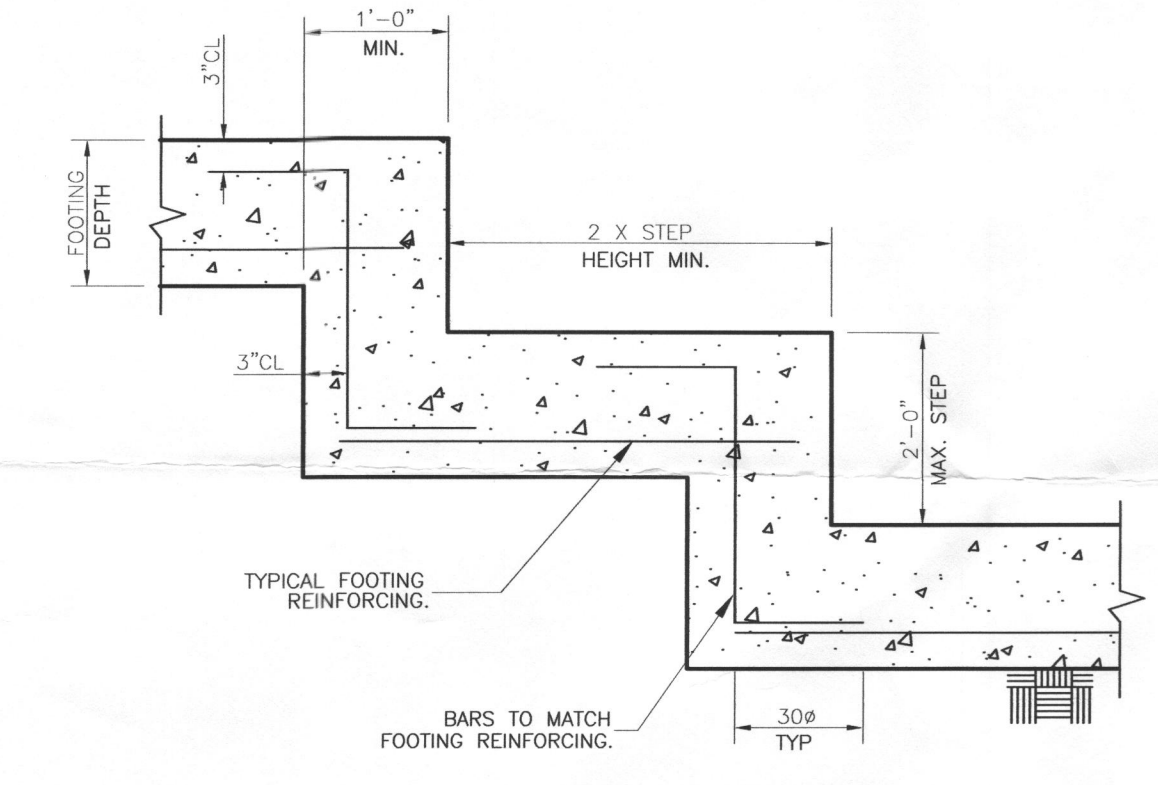 1'-0"
MIN.
3"CL
FOOTING
DEPTH
2 X STEP
HEIGHT MIN.
3"CL
2'-0"
MAX. STEP
TYPICAL FOOTING
REINFORCING.
BARS TO MATCH
FOOTING REINFORCING.
30ø
TYP